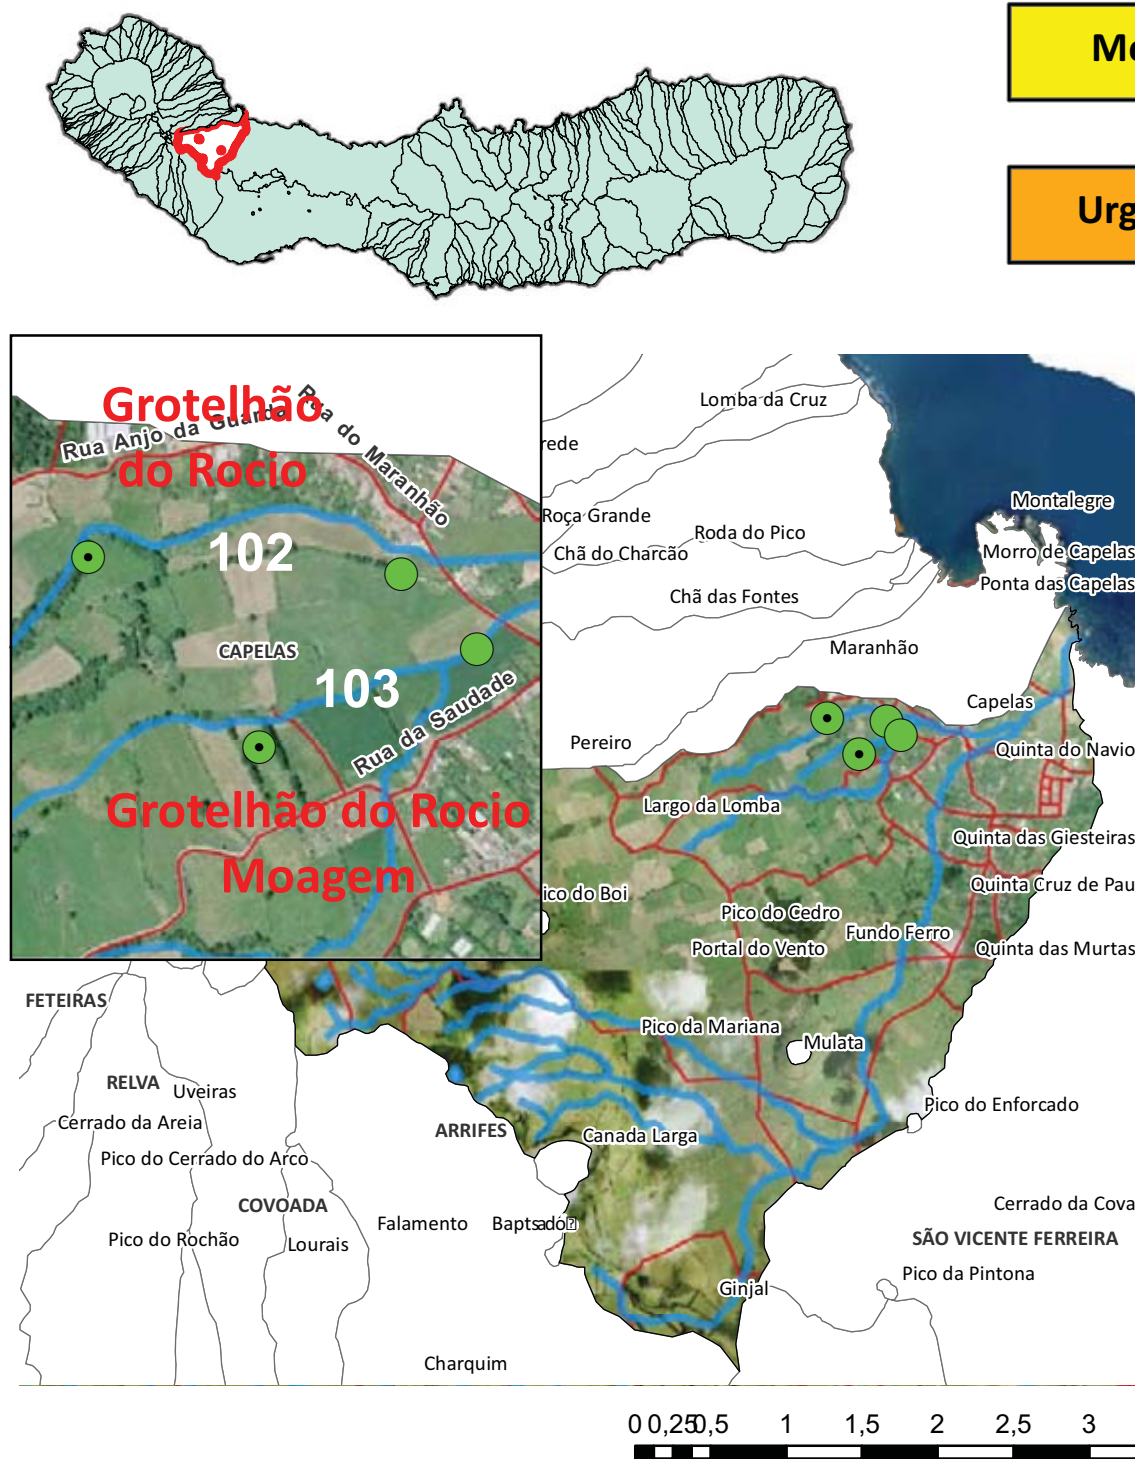 Grotelhão
do Rocio
Rua Anjo da Guarda
Rua do Maranhão
102
CAPELAS
103
Rua da Saudade
Grotelhão do Rocio
Moagem
Lomba da Cruz
Roça Grande
Roda do Pico
Chã do Charcão
Chã das Fontes
Maranhão
Montalegre
Morro de Capelas
Ponta das Capelas
Pereiro
Capelas
Quinta do Navio
Largo da Lomba
Quinta das Giesteiras
Quinta Cruz de Pau
Pico do Cedro
Fundo Ferro
Portal do Vento
Quinta das Murtas
FETEIRAS
Pico da Mariana
Mulata
RELVA
Uveiras
Cerrado da Areia
ARRIFES
Canada Larga
Pico do Enforcado
Pico do Cerrado do Arco
COVOADA
Falamento
Cerrado da Cova
Pico do Rochão
Lourais
SÃO VICENTE FERREIRA
Pico da Pintona
Ginjal
Charquim
0 0,25 0,5 1 1,5 2 2,5 3